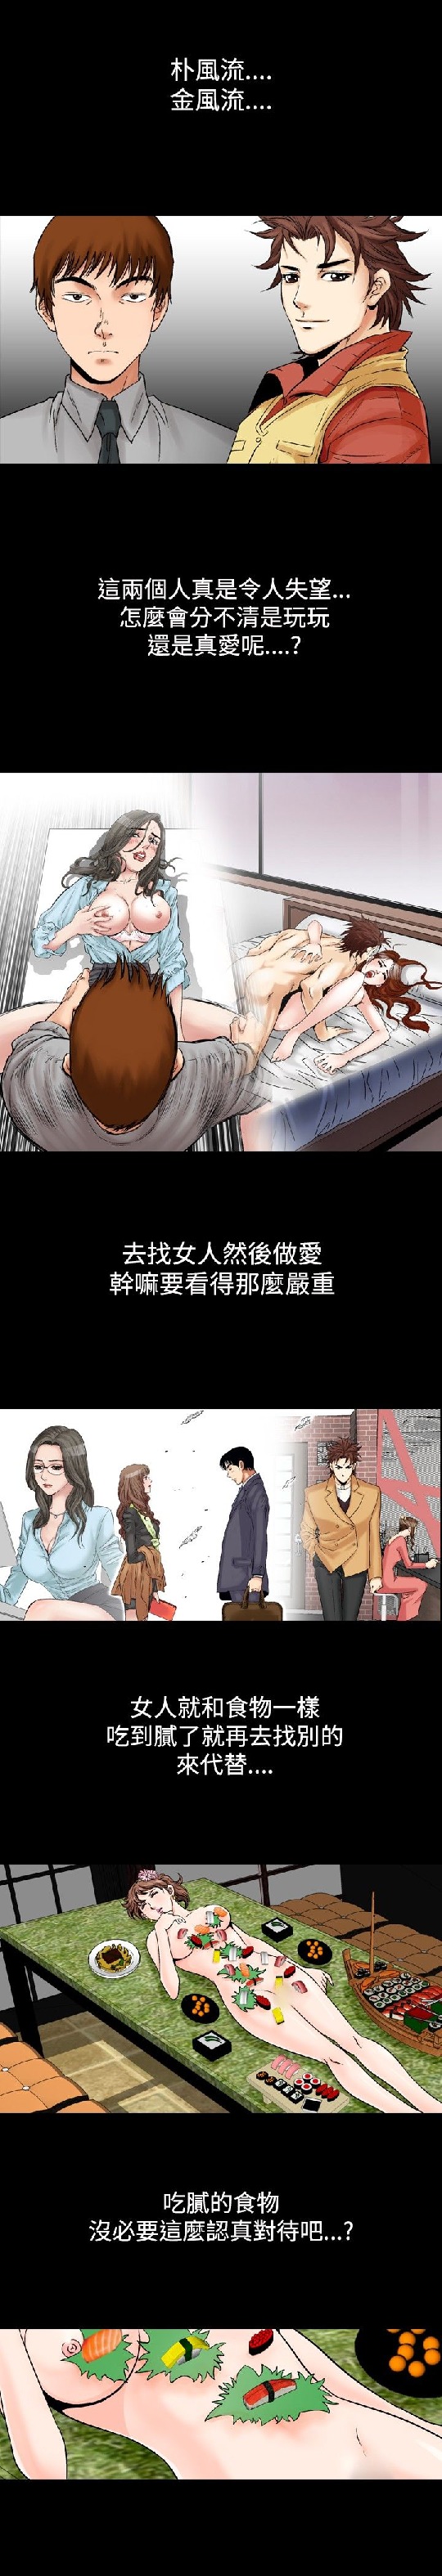 朴風流....
金風流....
這兩個人真是令人失望...
怎麼會分不清是玩玩
還是真愛呢....?
去找女人然後做愛
幹嘛要看得那麼嚴重
女人就和食物一樣
吃到膩了就再去找別的
來代替....
吃膩的食物
沒必要這麼認真對待吧...?